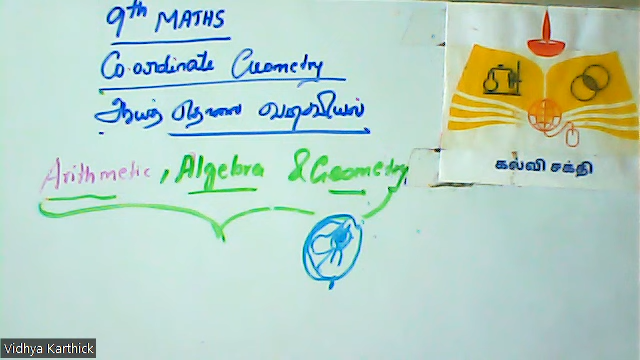 9th MATHS
Co-ordinate Geometry
ஆயத் தொலை வடிவியல்
Arithmetic, Algebra & Geometry
கல்வி சக்தி
Vidhya Karthick